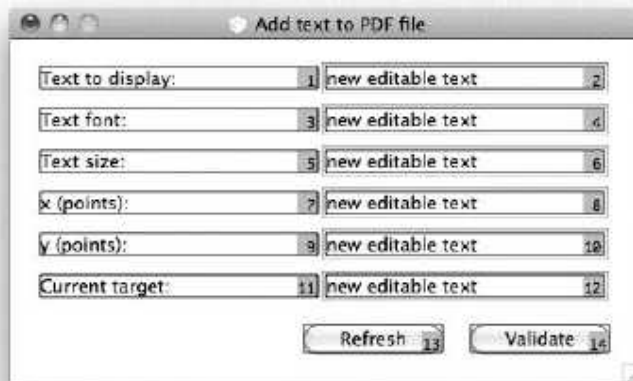 Add text to PDF file
Text to display: 1 new editable text 2
Text font: 3 new editable text 4
Text size: 5 new editable text 6
x (points): 7 new editable text 8
y (points): 9 new editable text 10
Current target: 11 new editable text 12
Refresh 13 Validate 14